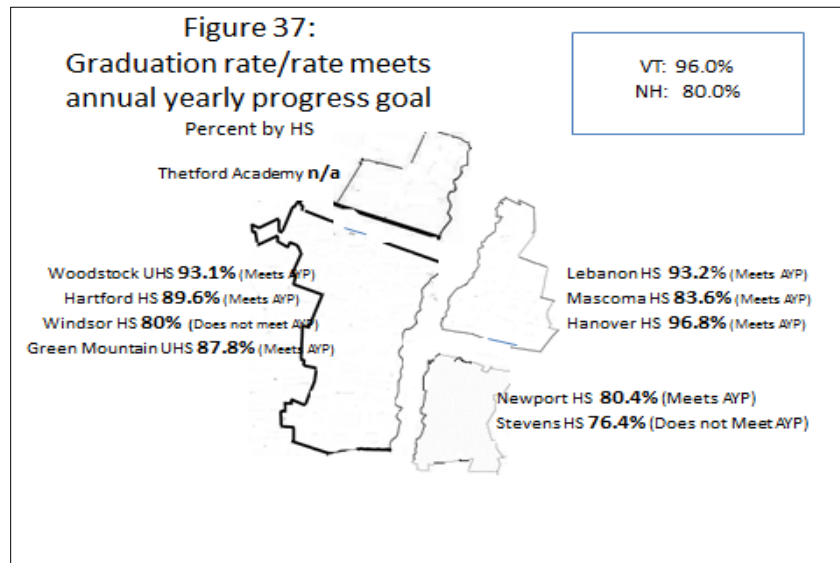 Figure 37:
Graduation rate/rate meets
annual yearly progress goal
Percent by HS
VT: 96.0%
NH: 80.0%
Thetford Academy n/a
Woodstock UHS 93.1% (Meets AYP)
Hartford HS 89.6% (Meets AYP)
Windsor HS 80% (Does not meet AYP)
Green Mountain UHS 87.8% (Meets AYP)
Lebanon HS 93.2% (Meets AYP)
Mascoma HS 83.6% (Meets AYP)
Hanover HS 96.8% (Meets AYP)
Newport HS 80.4% (Meets AYP)
Stevens HS 76.4% (Does not Meet AYP)